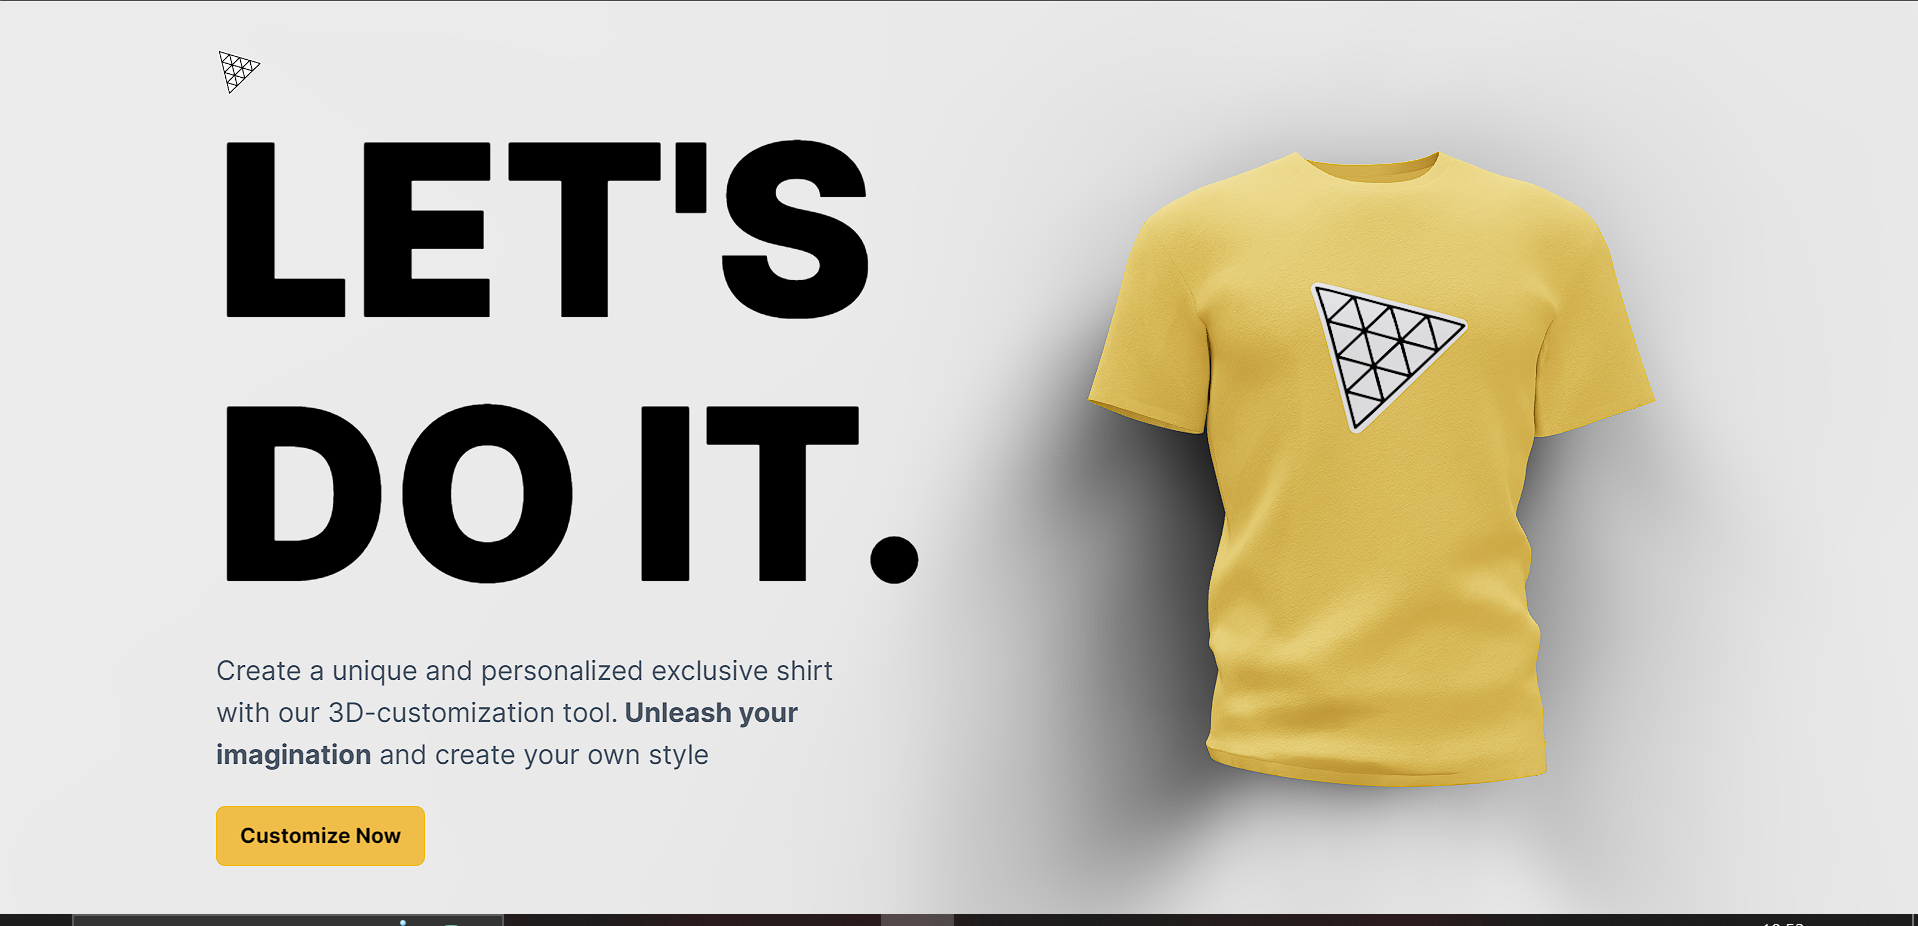 LET'S
DO IT.
Create a unique and personalized exclusive shirt
with our 3D-customization tool. Unleash your
imagination and create your own style
Customize Now